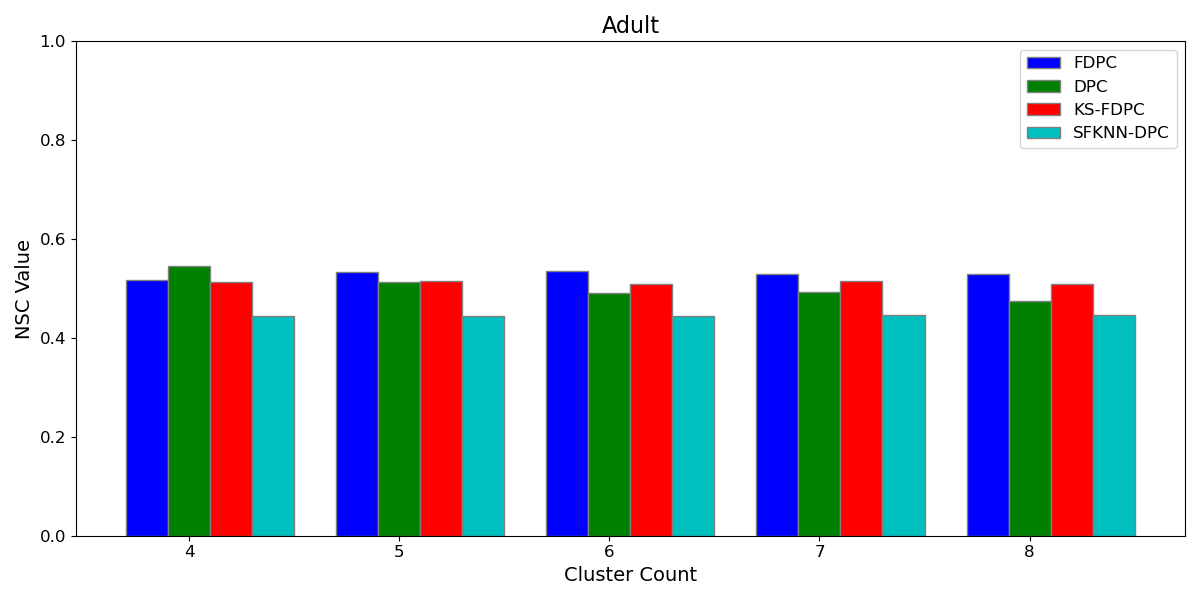 Adult
1.0
0.8
0.6
0.4
0.2
0.0
NSC Value
FDPC
DPC
KS-FDPC
SFKNN-DPC
4 5 6 7 8
Cluster Count